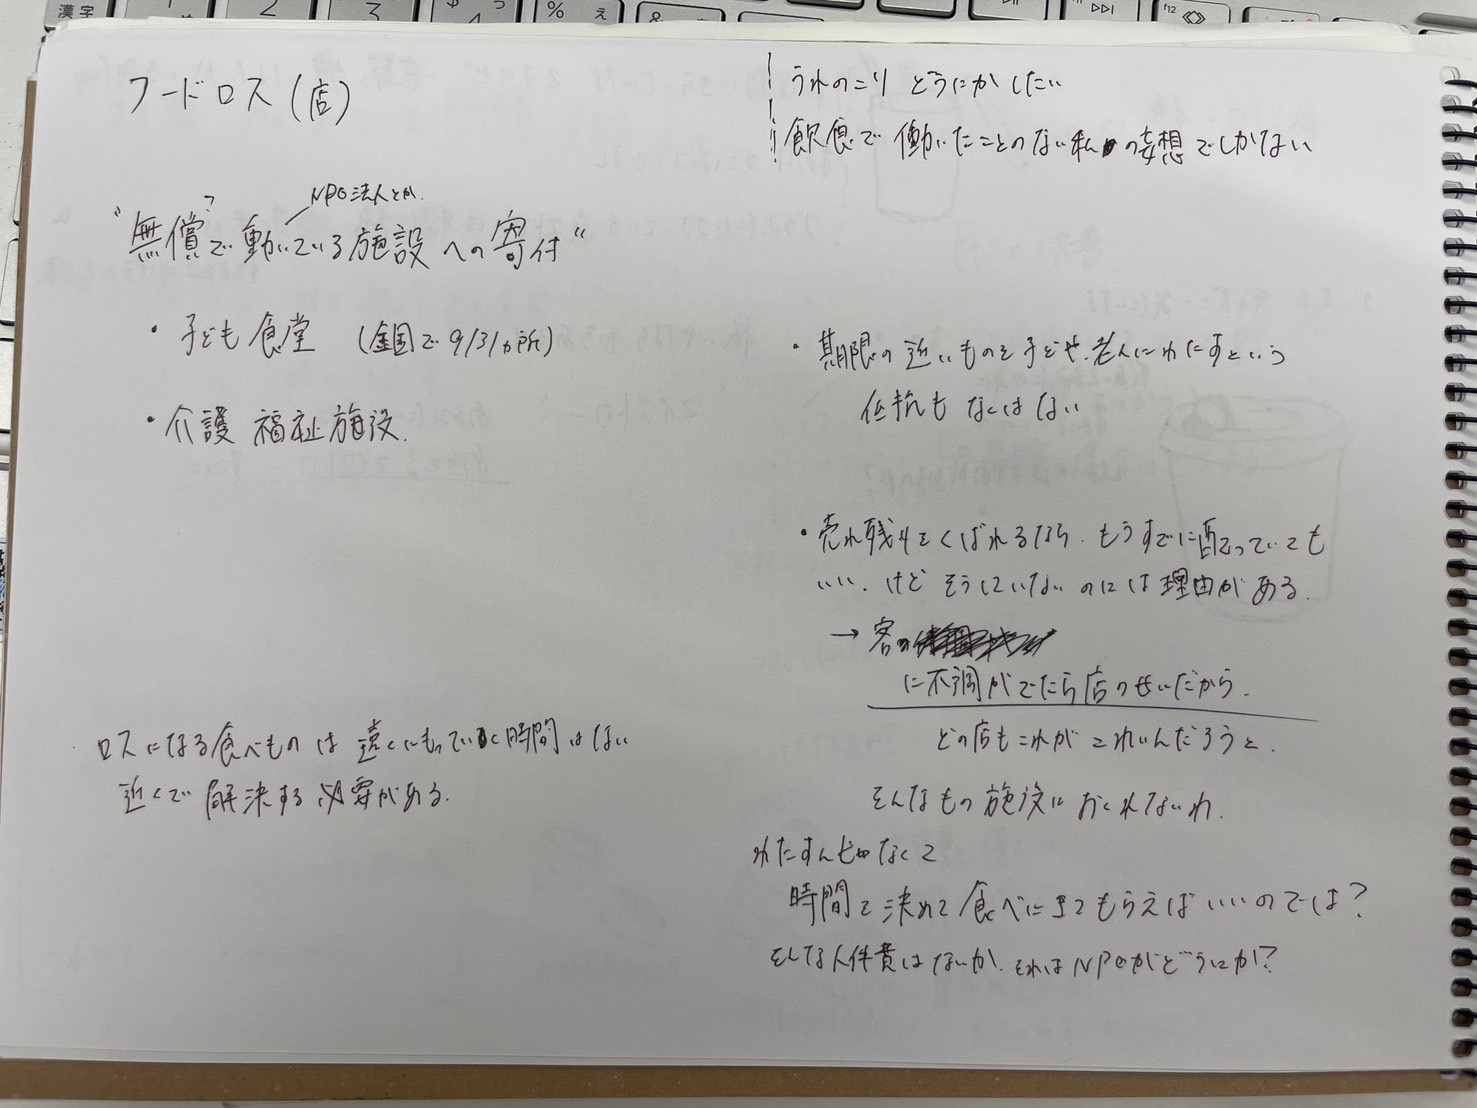 フードロス(店)
うれのこり どうにかしたい
飲食で働いたことのない私の妄想でしかない
NPO法人とか
"無償"で動いている施設への寄付"
・子ども食堂 (全国で9131ヵ所)
・介護福祉施設
・期限の近いものを子どもや、老人にわたすという
抵抗もなくはない
・売れ残りをくばれるなら、もうすでに配っていても
いい、けどそうしていないのには理由がある。
→客の
に不調がでたら店のせいだから。
どの店もこれがこわいんだろうと。
そんなもの施設におくれないわ。
ロスになる食べものは遠くにもっていく時間はない
近くで解決する必要がある。
わたすんじゃなくて
時間を決めて食べにきてもらえばいいのでは?
そんな人件費はないか、それはNPOがどうにか?
漢字